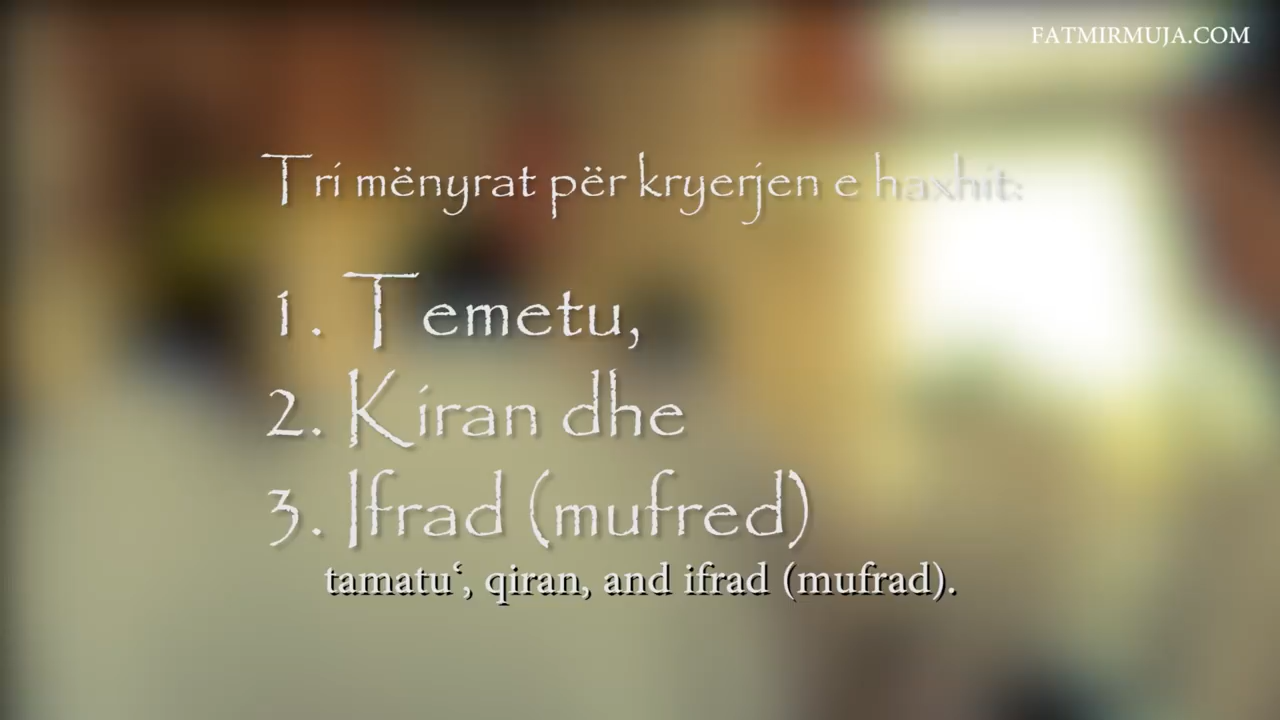 FATMIRMUJA.COM
Tri mënyrat për kryerjen e haxhit:
1. Temetu,
2. Kiran dhe
3. Ifrad (mufred)
tamatu‘, qiran, and ifrad (mufrad).